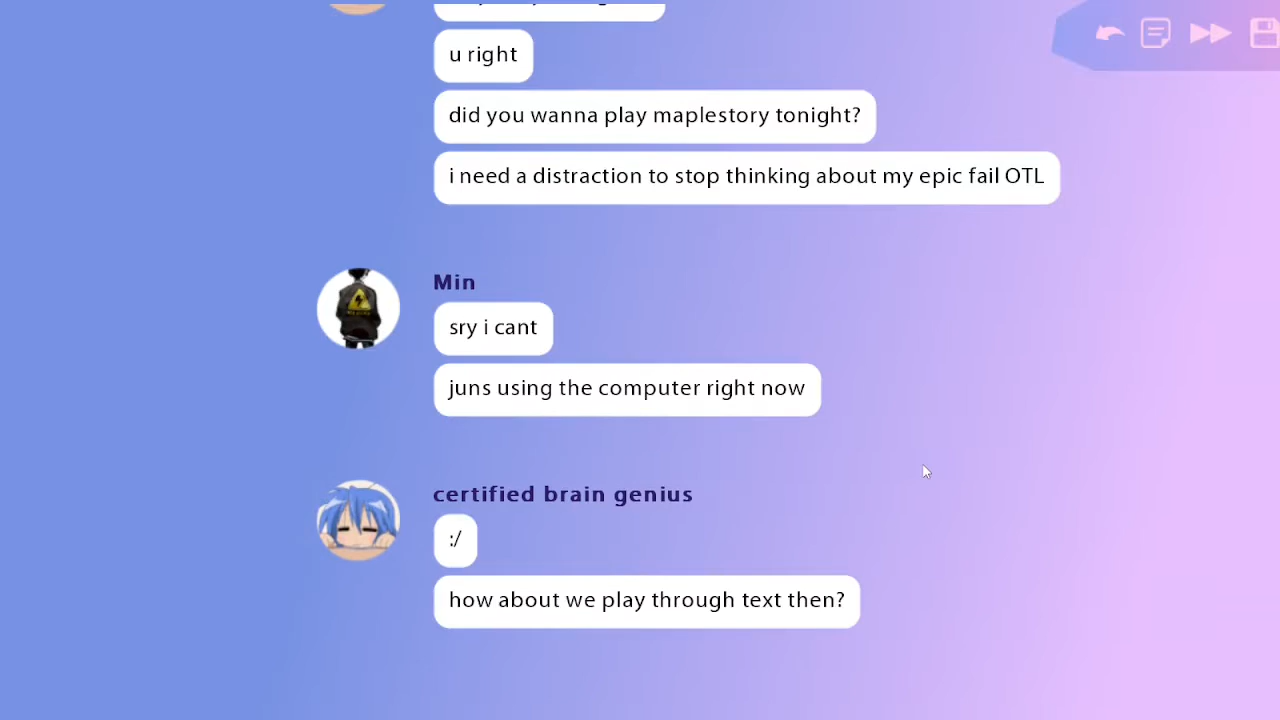 u right
did you wanna play maplestory tonight?
i need a distraction to stop thinking about my epic fail OTL
Min
sry i cant
juns using the computer right now
certified brain genius
:/
how about we play through text then?